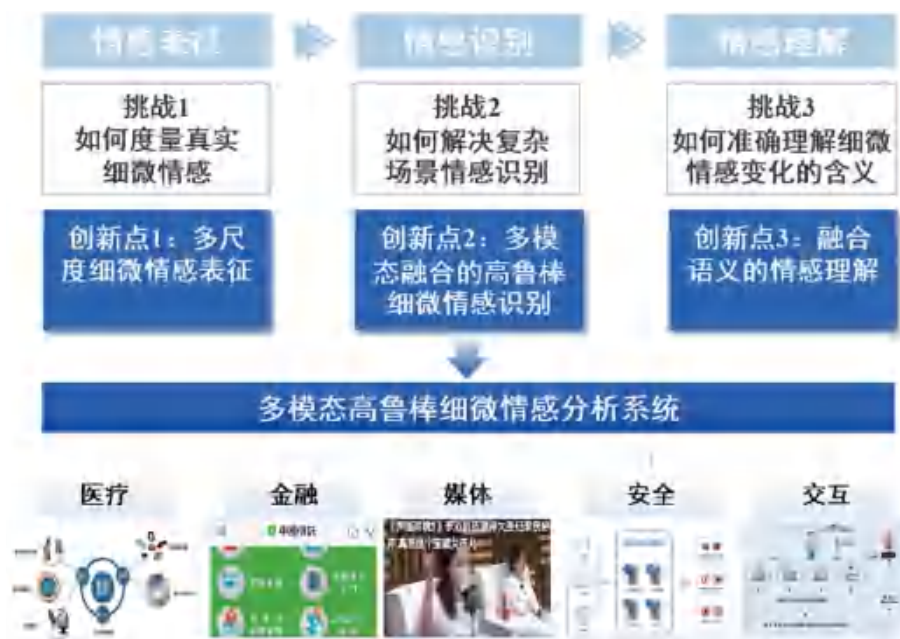 情感表征
情感识别
情感理解
挑战1
如何度量真实
细微情感
挑战2
如何解决复杂
场景情感识别
挑战3
如何准确理解细微
情感变化的含义
创新点1：多尺
度细微情感表征
创新点2：多模
态融合的高鲁棒
细微情感识别
创新点3：融合
语义的情感理解
多模态高鲁棒细微情感分析系统
医疗
金融
媒体
安全
交互